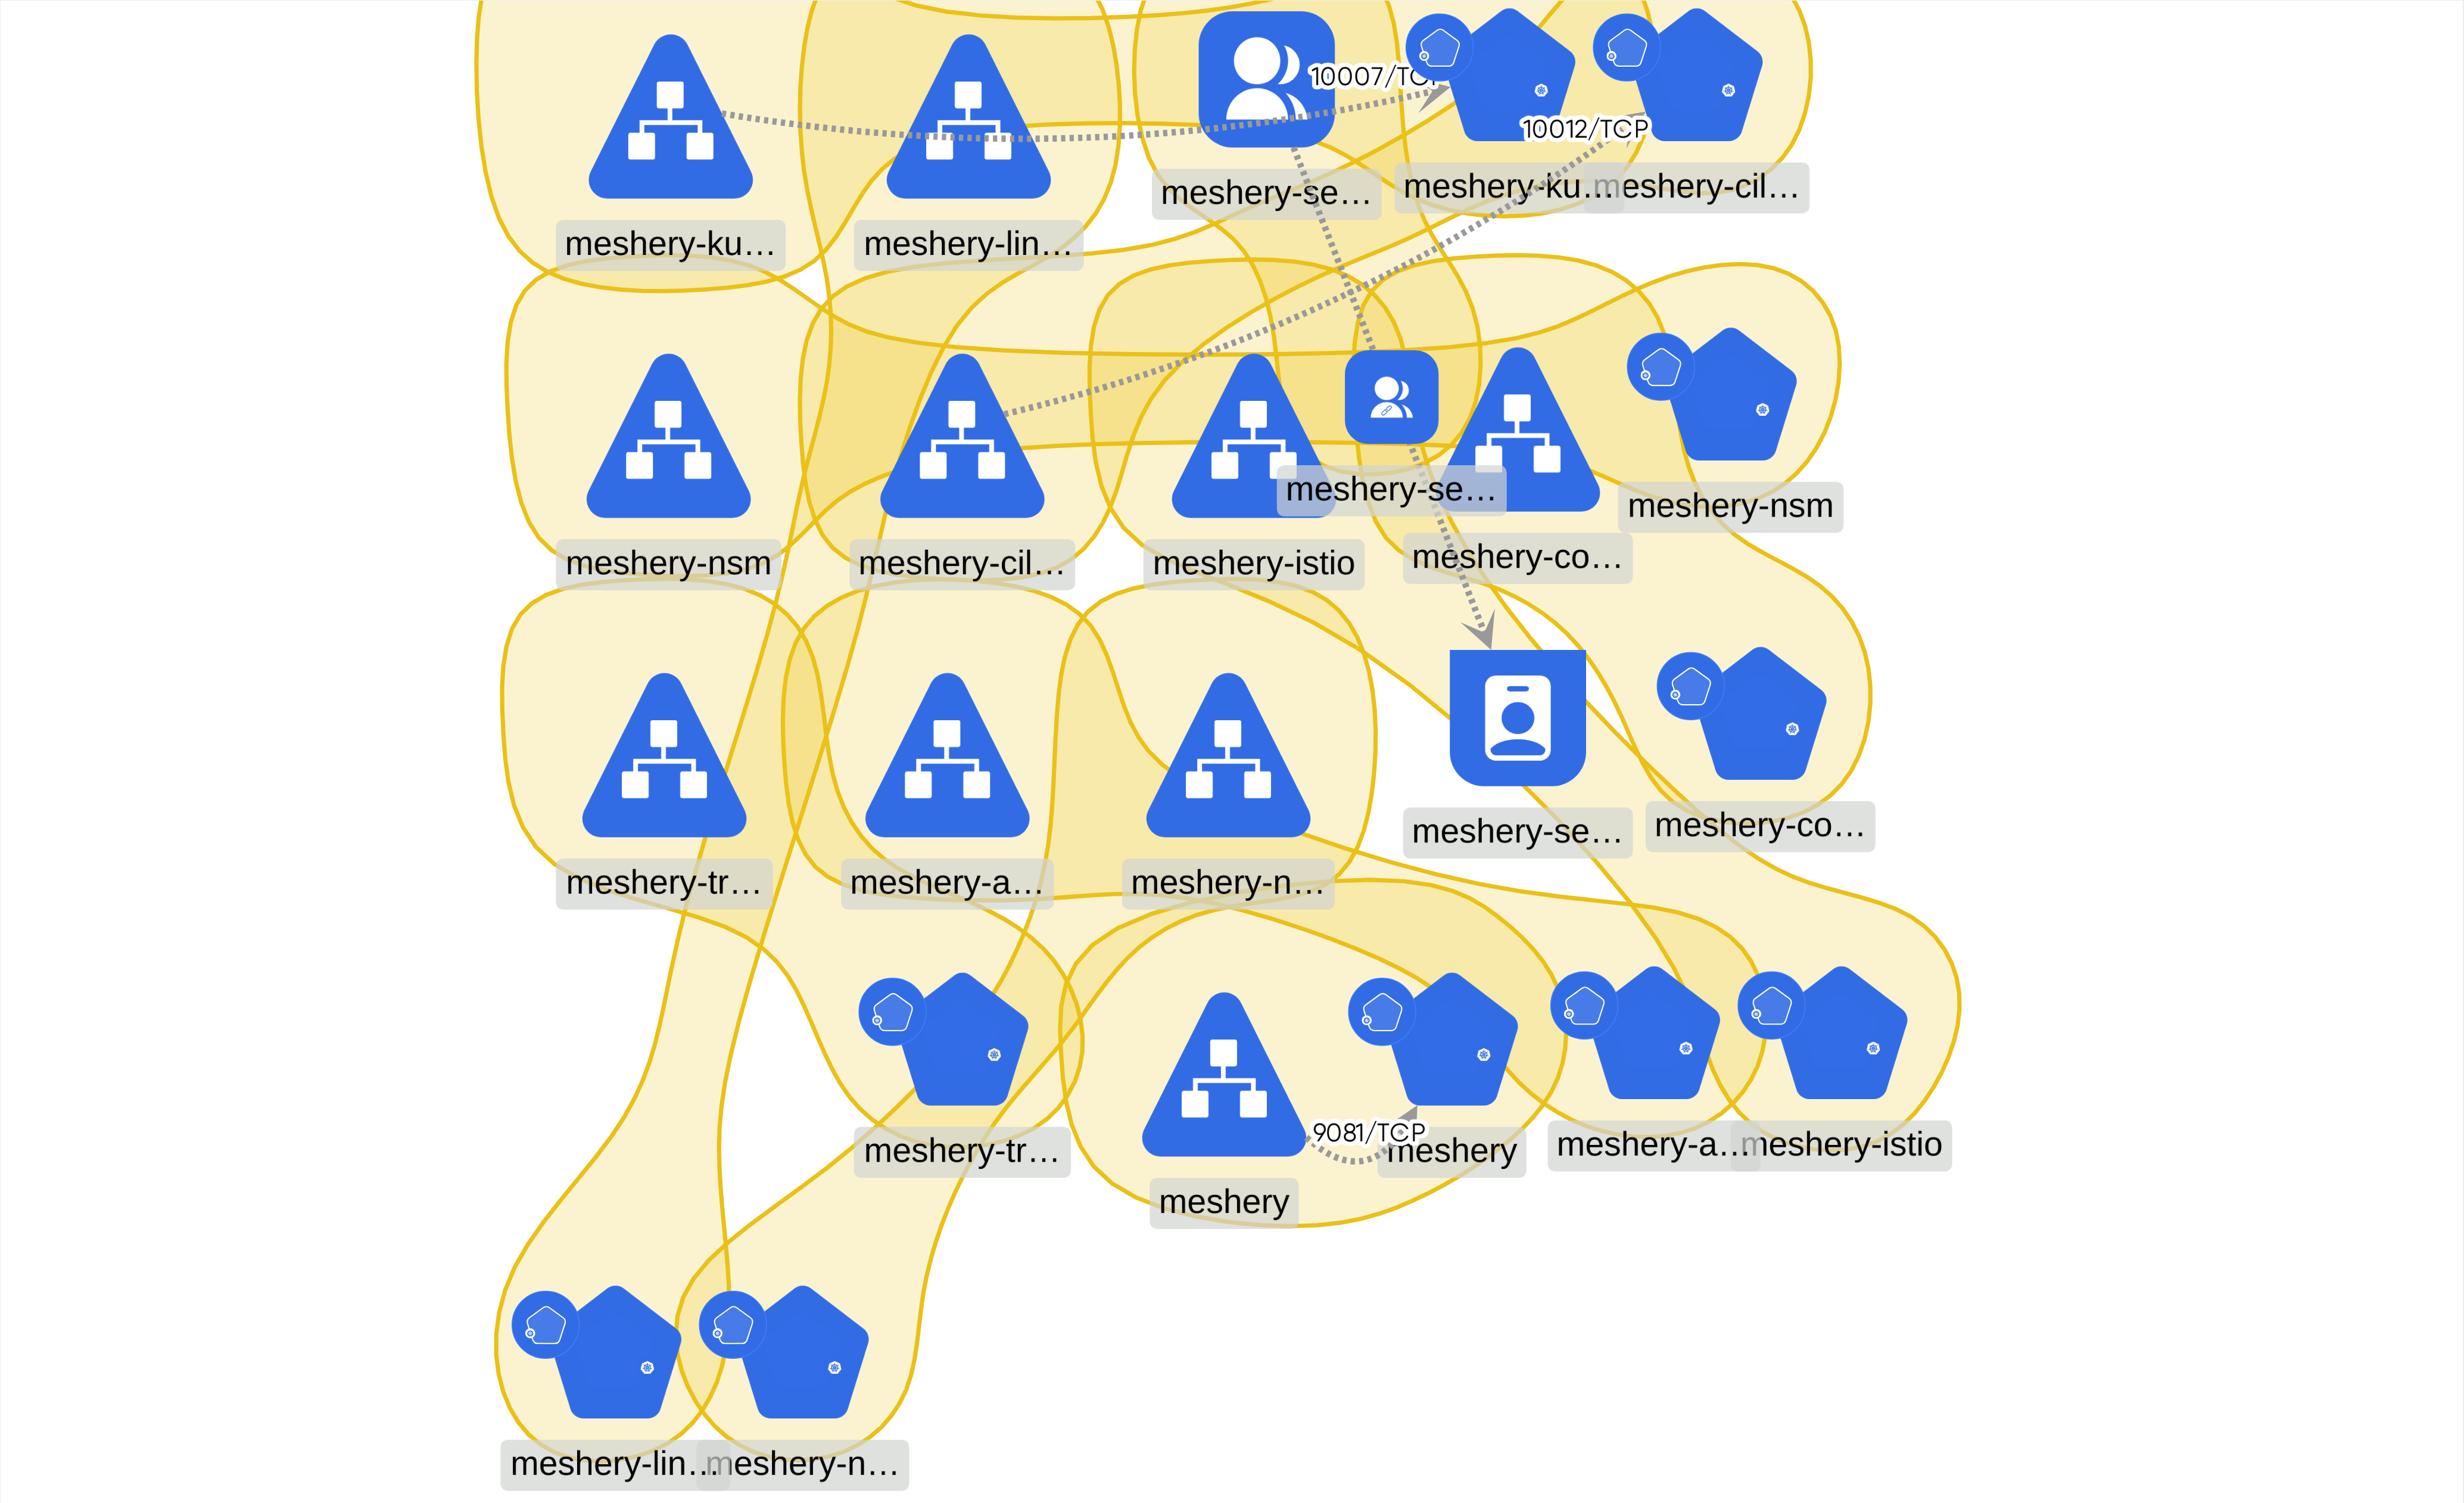 10007/TCP
10012/TCP
meshery-se…
meshery-ku…
meshery-cil…
meshery-ku…
meshery-lin…
meshery-se…
meshery-nsm
meshery-nsm
meshery-cil…
meshery-istio
meshery-co…
meshery-se…
meshery-co…
meshery-tr…
meshery-a…
meshery-n…
9081/TCP
meshery-tr…
meshery
meshery-a…
meshery-istio
meshery
meshery-lin…
meshery-n…